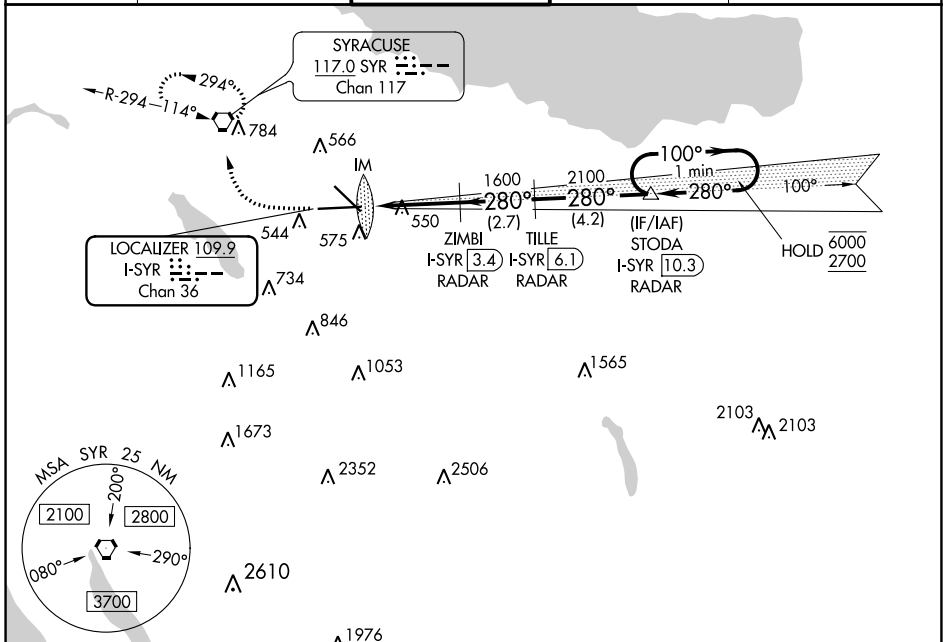 SYRACUSE
117.0 SYR
Chan 117
294°
R-294
114°
784
566
IM
1600
2100
100°
1 min
280°
280°
280°
100°
(2.7)
(4.2)
550
544
575
ZIMBI
I-SYR 3.4
RADAR
TILLE
I-SYR 6.1
RADAR
(IF/IAF)
STODA
I-SYR 10.3
RADAR
HOLD 6000
2700
LOCALIZER 109.9
I-SYR
Chan 36
734
846
1165
1053
1565
1673
2103
2103
2352
2506
MSA SYR 25 NM
200°
2100
2800
080°
290°
3700
2610
1976